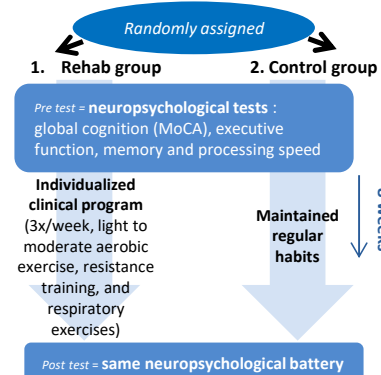 Randomly assigned
1. Rehab group
2. Control group
Pre test = neuropsychological tests :
global cognition (MoCA), executive
function, memory and processing speed
Individualized
clinical program
(3x/week, light to
moderate aerobic
exercise, resistance
training, and
respiratory
exercises)
Maintained
regular
habits
weeks
Post test = same neuropsychological battery